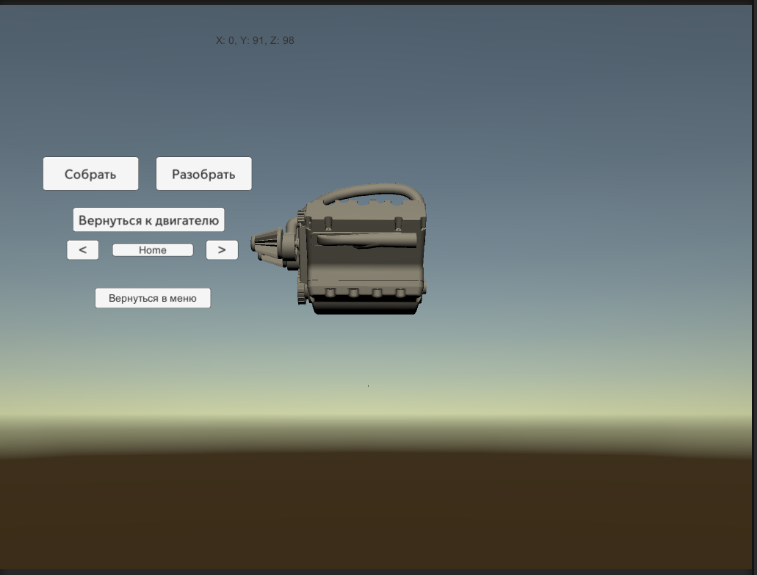 X: 0, Y: 91, Z: 98
Собрать
Разобрать
Вернуться к двигателю
<
Home
>
Вернуться в меню